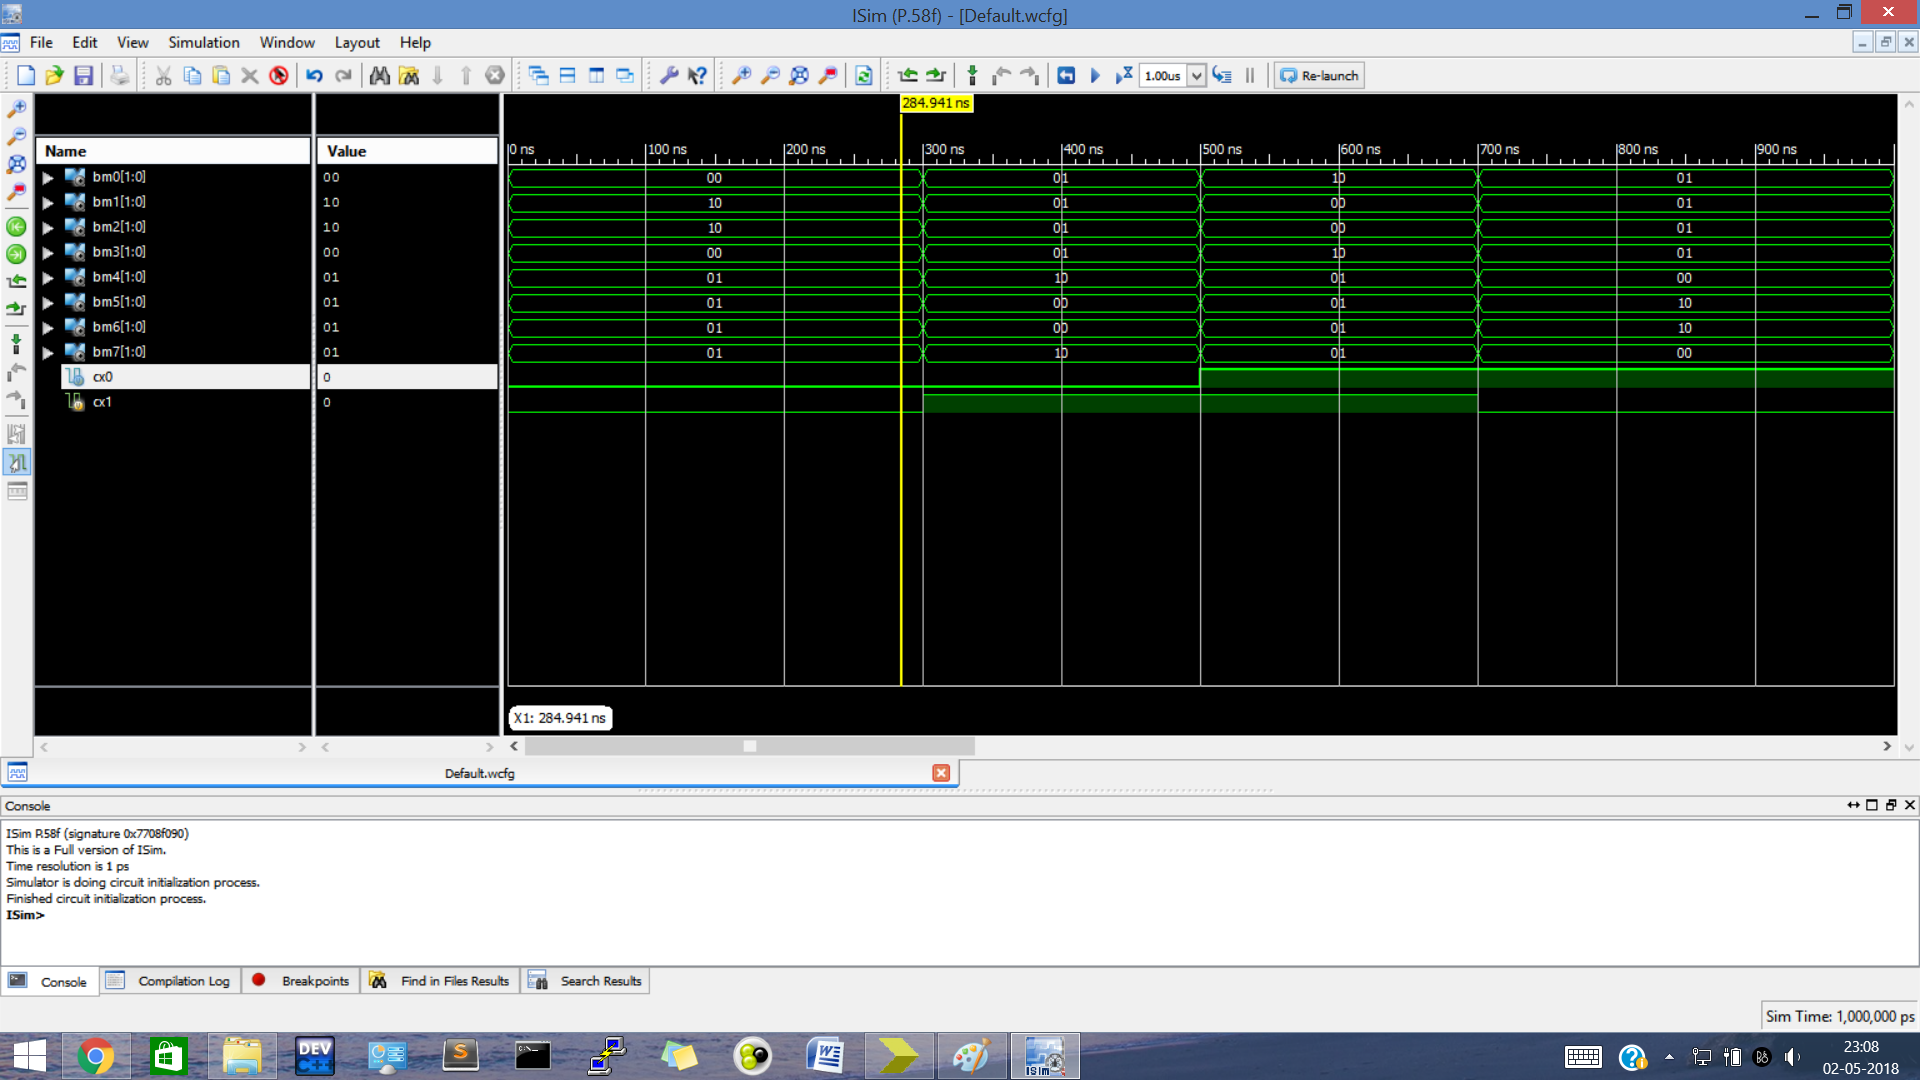 ISim (P.58f) - [Default.wcfg]
File Edit View Simulation Window Layout Help
1.00us Re-launch
284.941 ns
Name Value 0 ns 100 ns 200 ns 300 ns 400 ns 500 ns 600 ns 700 ns 800 ns 900 ns
bm0[1:0] 00 00 01 10 01
bm1[1:0] 10 10 01 00 01
bm2[1:0] 10 10 01 00 01
bm3[1:0] 00 00 01 10 01
bm4[1:0] 01 01 10 01 00
bm5[1:0] 01 01 00 01 10
bm6[1:0] 01 01 00 01 10
bm7[1:0] 01 01 10 01 00
cx0 0
cx1 0
X1: 284.941 ns
Default.wcfg
Console
ISim P.58f (signature 0x7708f090)
This is a Full version of ISim.
Time resolution is 1 ps
Simulator is doing circuit initialization process.
Finished circuit initialization process.
ISim>
Console Compilation Log Breakpoints Find in Files Results Search Results
Sim Time: 1,000,000 ps
DEV C++ S W ISim
23:08
02-05-2018